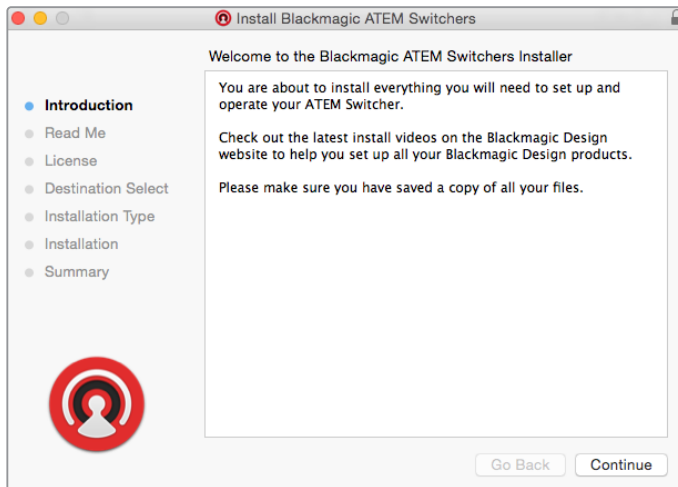 Install Blackmagic ATEM Switchers
Welcome to the Blackmagic ATEM Switchers Installer
Introduction
Read Me
License
Destination Select
Installation Type
Installation
Summary
You are about to install everything you will need to set up and
operate your ATEM Switcher.
Check out the latest install videos on the Blackmagic Design
website to help you set up all your Blackmagic Design products.
Please make sure you have saved a copy of all your files.
Go Back
Continue